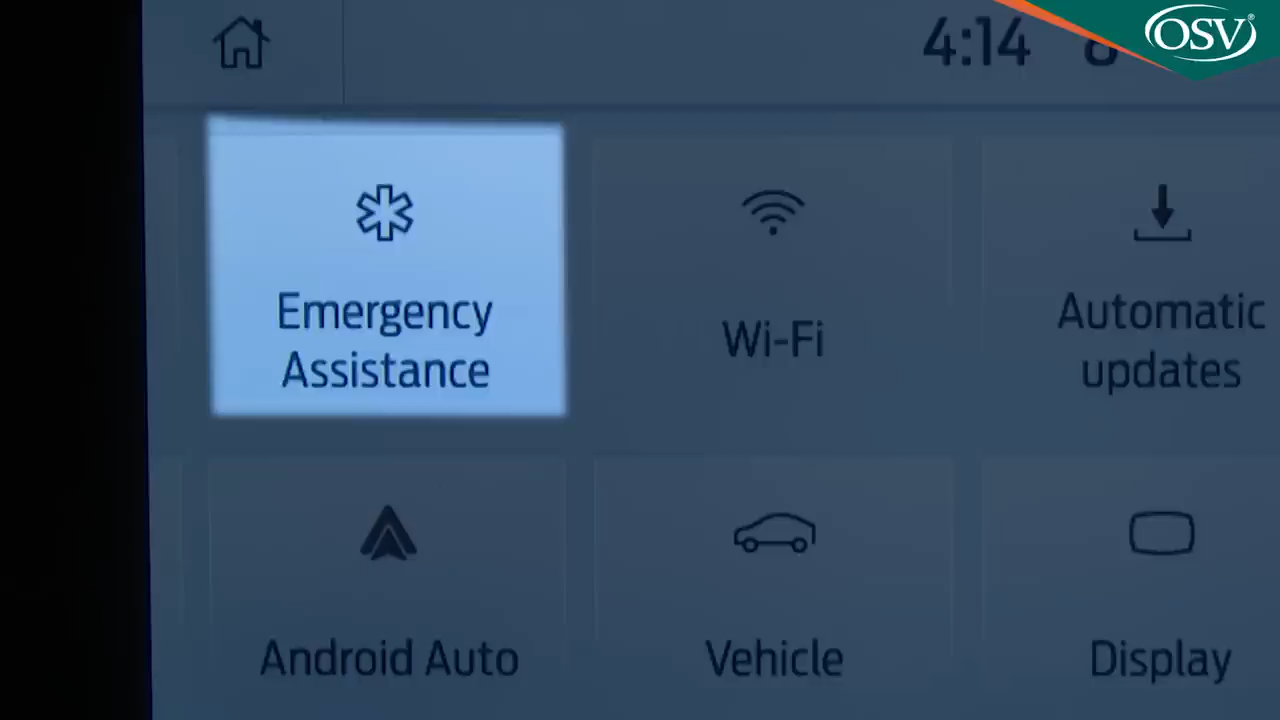 4:14
OSV
Emergency
Assistance
Wi-Fi
Automatic
updates
Android Auto
Vehicle
Display